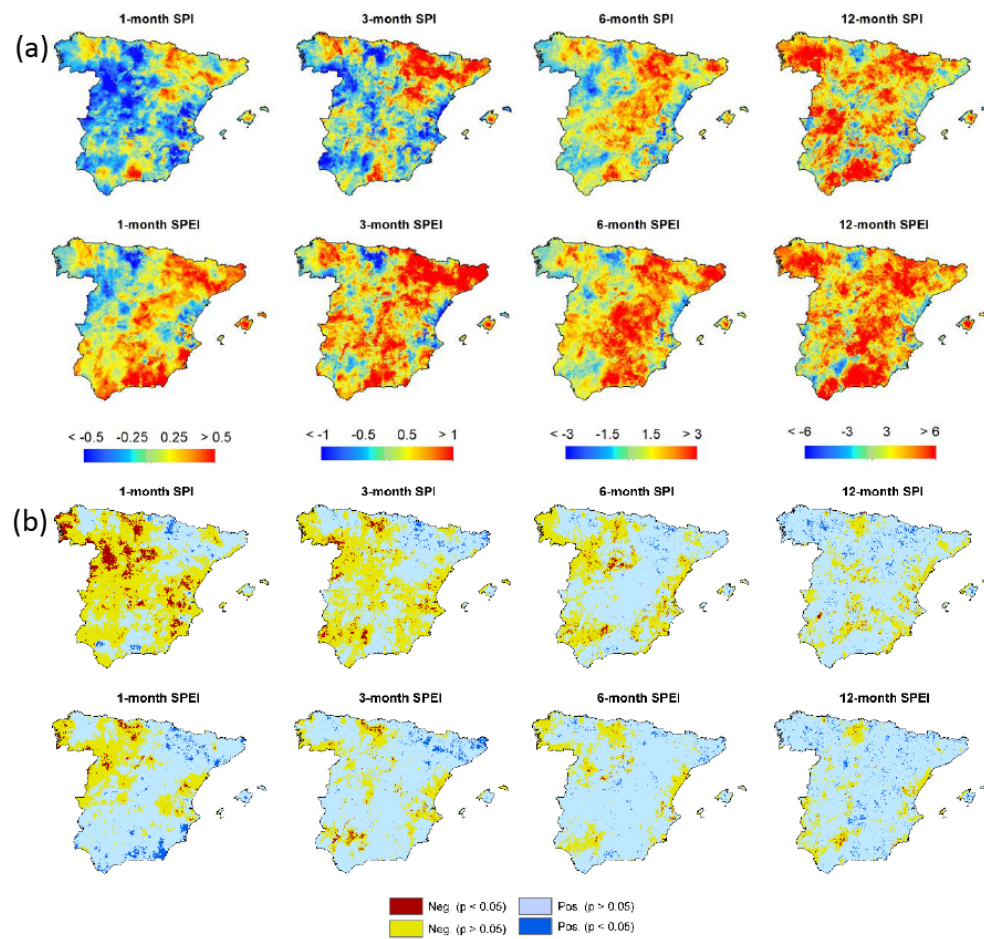 (a)
1-month SPI 3-month SPI 6-month SPI 12-month SPI
1-month SPEI 3-month SPEI 6-month SPEI 12-month SPEI
< -0.5 -0.25 0.25 > 0.5 <-1 -0.5 0.5 > 1 < -3 -1.5 1.5 > 3 < -6 -3 3 > 6
(b)
1-month SPI 3-month SPI 6-month SPI 12-month SPI
1-month SPEI 3-month SPEI 6-month SPEI 12-month SPEI
Neg. (p < 0.05) Pos. (p > 0.05)
Neg. (p > 0.05) Pos. (p < 0.05)